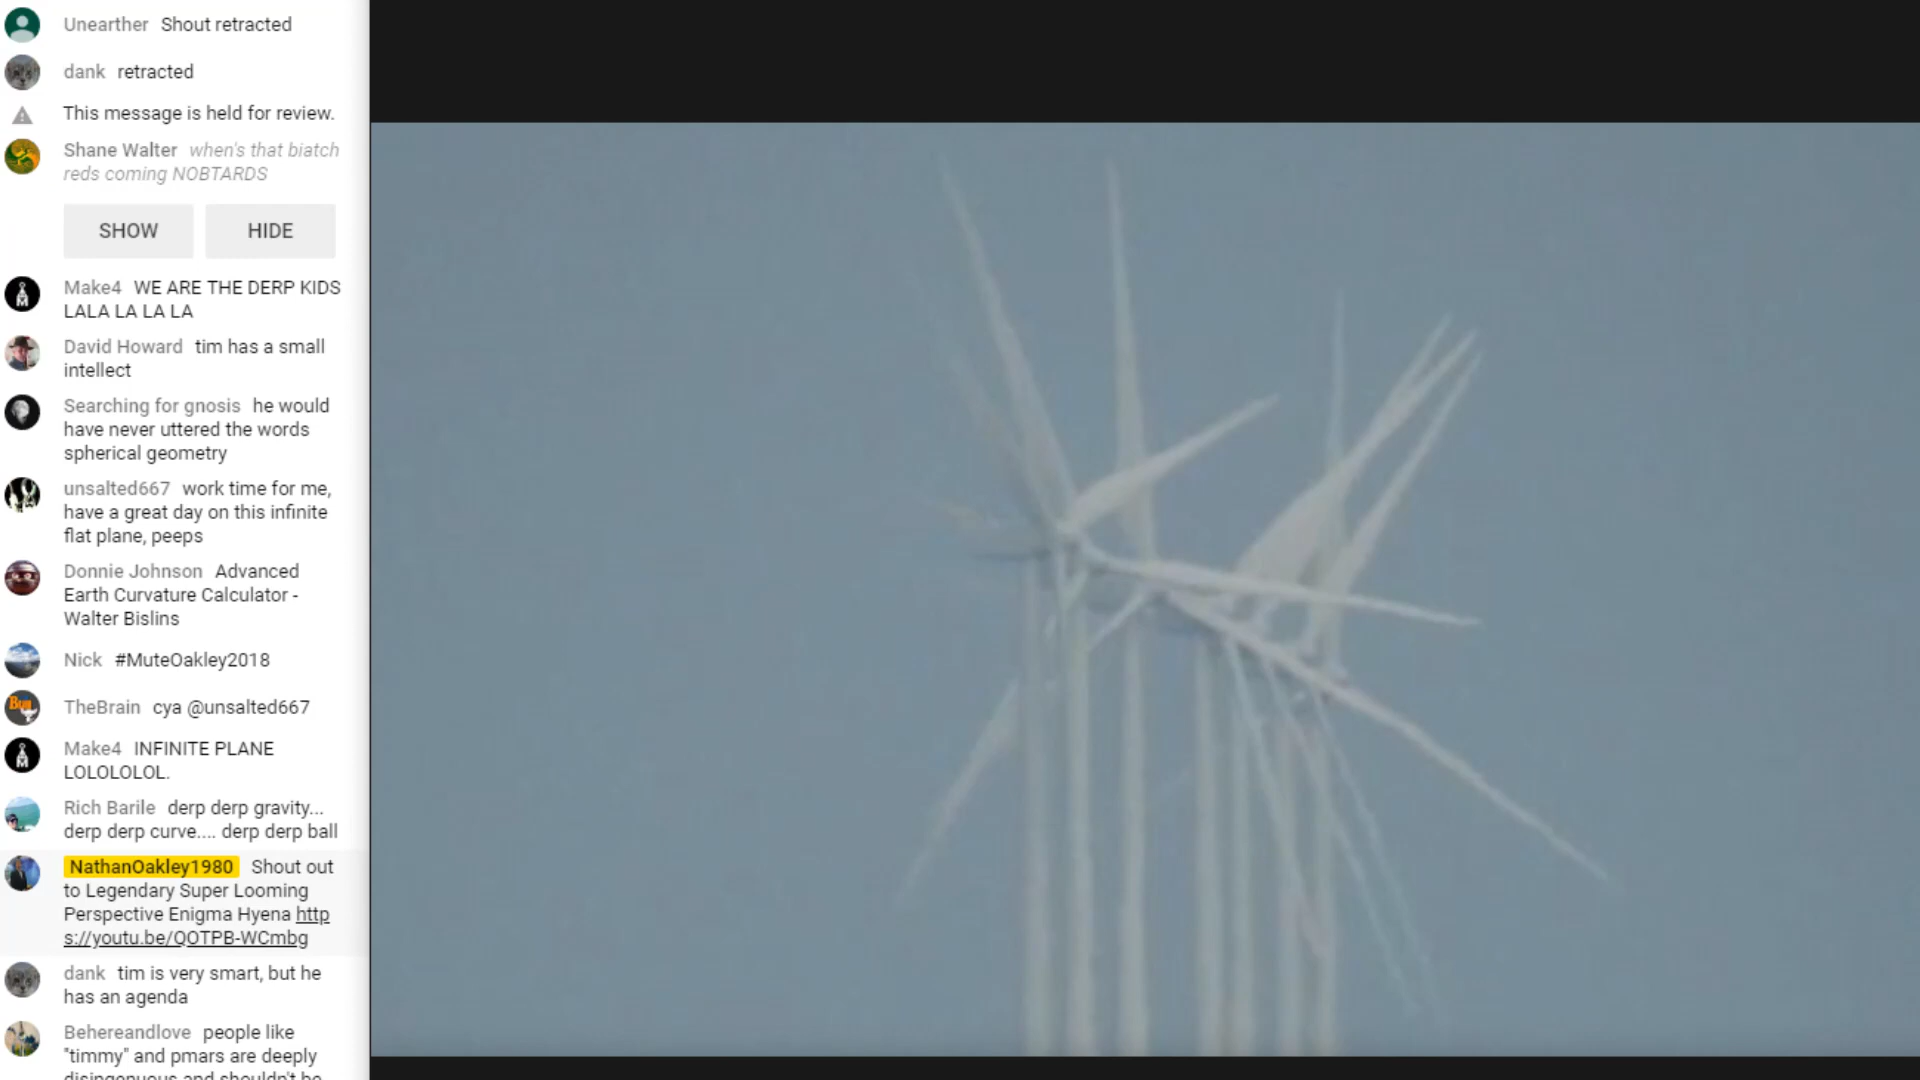 Unearther Shout retracted
dank retracted
This message is held for review.
Shane Walter when's that biatch
reds coming NOBTARDS
SHOW HIDE
Make4 WE ARE THE DERP KIDS
LALA LA LA LA
David Howard tim has a small
intellect
Searching for gnosis he would
have never uttered the words
spherical geometry
unsalted667 work time for me,
have a great day on this infinite
flat plane, peeps
Donnie Johnson Advanced
Earth Curvature Calculator -
Walter Bislins
Nick #MuteOakley2018
TheBrain cya @unsalted667
Make4 INFINITE PLANE
LOLOLOLOL.
Rich Barile derp derp gravity...
derp derp curve.... derp derp ball
NathanOakley1980 Shout out
to Legendary Super Looming
Perspective Enigma Hyena http
s://youtu.be/QOTPB-WCmbg
dank tim is very smart, but he
has an agenda
Behereandlove people like
"timmy" and pmars are deeply
disingenuous and shouldn't be